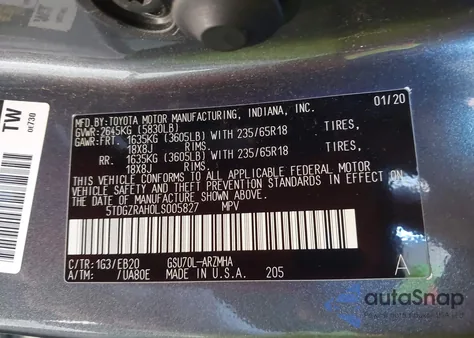 MFD.BY:TOYOTA MOTOR MANUFACTURING, INDIANA, INC.
01/20
GVWR:2645KG (5830LB)
GAWR:FRT. 1635KG (3605LB) WITH 235/65R18 TIRES,
18X8J RIMS.
RR. 1635KG (3605LB) WITH 235/65R18 TIRES,
18X8J RIMS.
THIS VEHICLE CONFORMS TO ALL APPLICABLE FEDERAL MOTOR
VEHICLE SAFETY AND THEFT PREVENTION STANDARDS IN EFFECT
ON THE DATE OF MANUFACTURE SHOWN ABOVE.
5TDGZRAH0LS005827 MPV
C/TR: 1G3/EB20 GSU70L-ARZMHA
A/TM: /UA80E MADE IN U.S.A. 205
A
TW
autoSnap